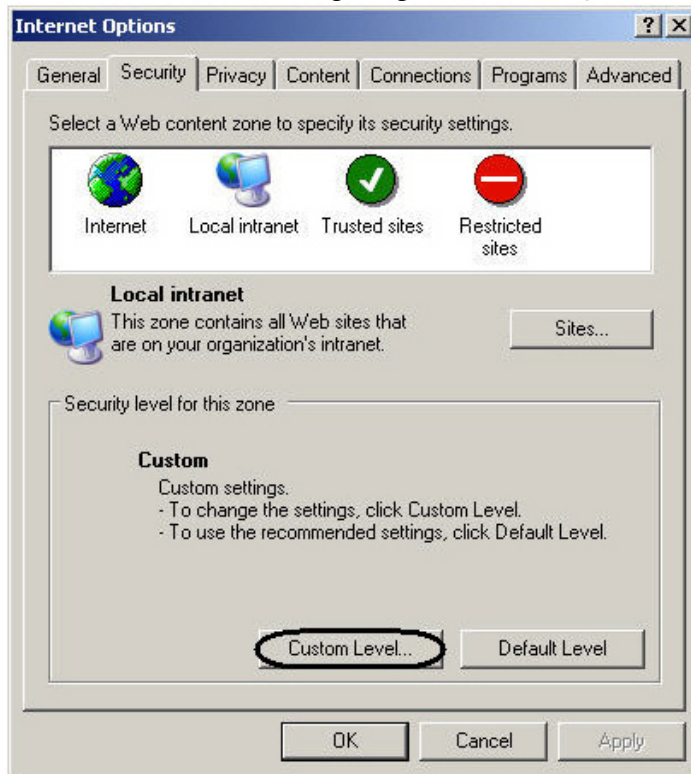 Internet Options
General Security Privacy Content Connections Programs Advanced
Select a Web content zone to specify its security settings.
Internet Local intranet Trusted sites Restricted
sites
Local intranet
This zone contains all Web sites that
are on your organization's intranet.
Sites...
Security level for this zone
Custom
Custom settings.
- To change the settings, click Custom Level.
- To use the recommended settings, click Default Level.
Custom Level... Default Level
OK Cancel Apply